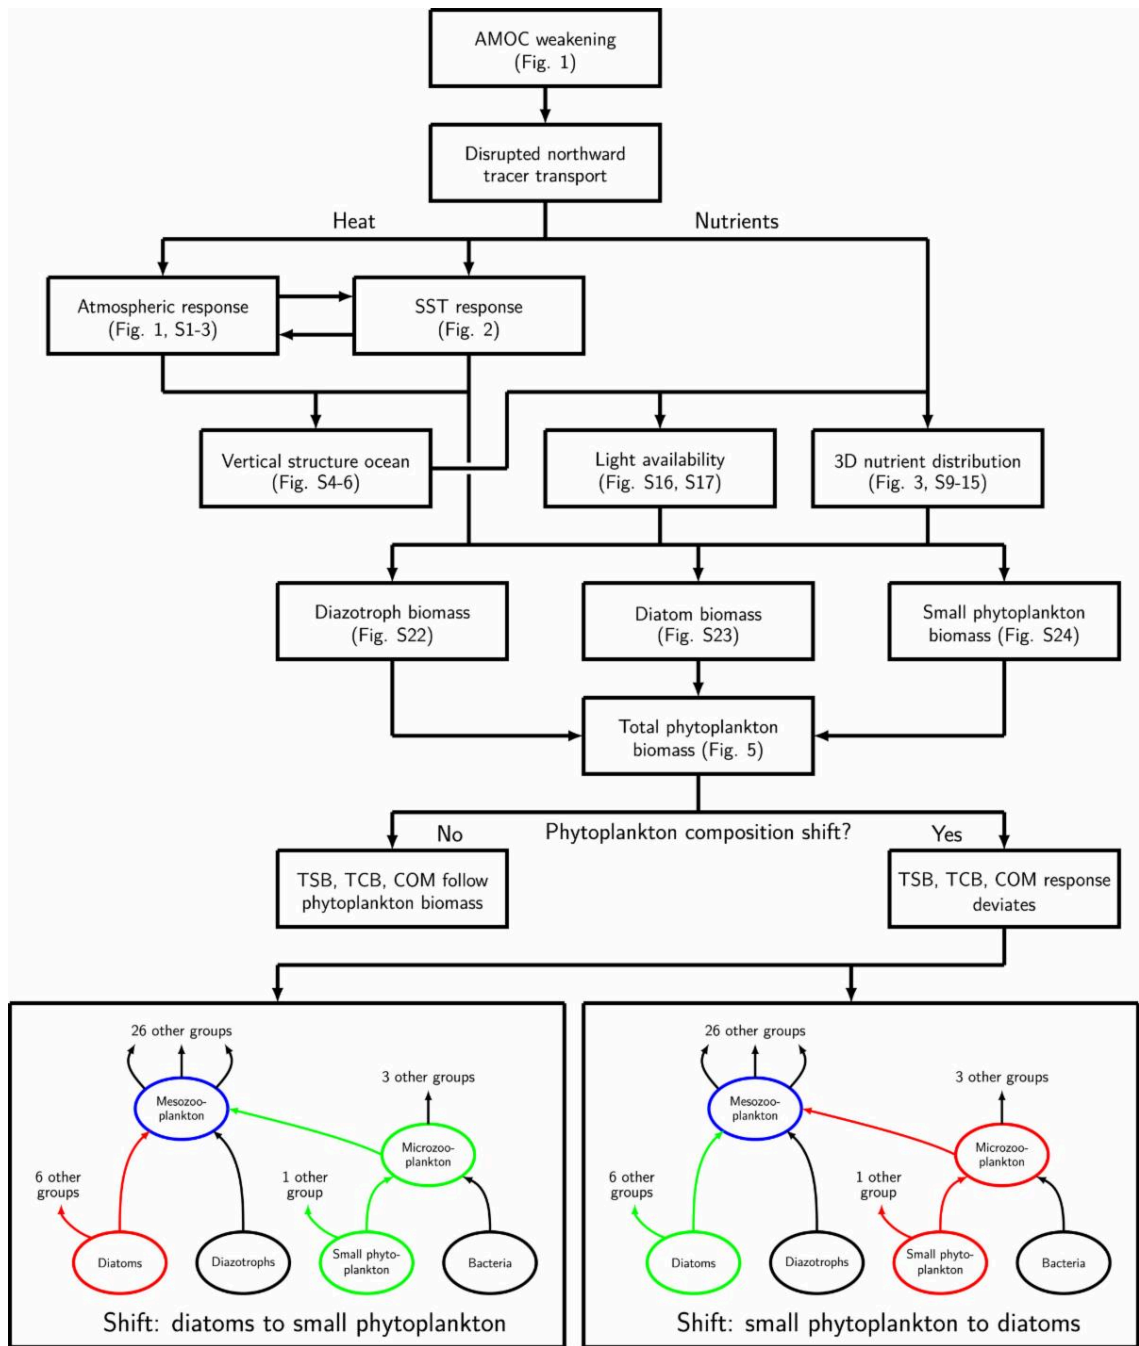 AMOC weakening
(Fig. 1)
Disrupted northward
tracer transport
Heat
Nutrients
Atmospheric response
(Fig. 1, S1-3)
SST response
(Fig. 2)
Vertical structure ocean
(Fig. S4-6)
Light availability
(Fig. S16, S17)
3D nutrient distribution
(Fig. 3, S9-15)
Diazotroph biomass
(Fig. S22)
Diatom biomass
(Fig. S23)
Small phytoplankton
biomass (Fig. S24)
Total phytoplankton
biomass (Fig. 5)
No
Phytoplankton composition shift?
Yes
TSB, TCB, COM follow
phytoplankton biomass
TSB, TCB, COM response
deviates
26 other groups
3 other groups
Mesozoo-
plankton
Microzoo-
plankton
6 other
groups
1 other
group
Diatoms
Diazotrophs
Small phyto-
plankton
Bacteria
Shift: diatoms to small phytoplankton
26 other groups
3 other groups
Mesozoo-
plankton
Microzoo-
plankton
6 other
groups
1 other
group
Diatoms
Diazotrophs
Small phyto-
plankton
Bacteria
Shift: small phytoplankton to diatoms